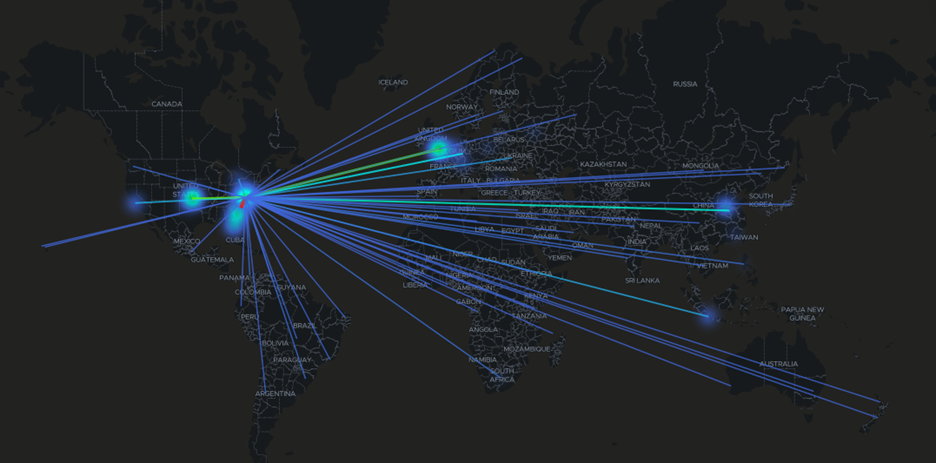 RUSSIA
ICELAND
FINLAND
CANADA
NORWAY
UNITED
KINGDOM
BELARUS
UKRAINE
FRANCE
KAZAKHSTAN
MONGOLIA
ROMANIA
ITALY
BULGARIA
KYRGYZSTAN
UNITED
SPAIN
GREECE
TURKEY
SOUTH
KOREA
CHINA
TUNISIA
MOROCCO
ISRAEL
IRAQ
IRAN
PAKISTAN
NEPAL
LIBYA
EGYPT
SAUDI
ARABIA
TAIWAN
MEXICO
CUBA
INDIA
OMAN
LAOS
GUATEMALA
MALI
NIGER
CHAD
SUDAN
YEMEN
VIETNAM
PANAMA
GUINEA
NIGERIA
ETHIOPIA
SRI LANKA
LIBERIA
CAMEROON
GUYANA
COLOMBIA
GABON
KENYA
TANZANIA
PAPUA NEW
GUINEA
PERU
BRAZIL
ANGOLA
BOLIVIA
MOZAMBIQUE
PARAGUAY
NAMIBIA
AUSTRALIA
SOUTH
AFRICA
ARGENTINA